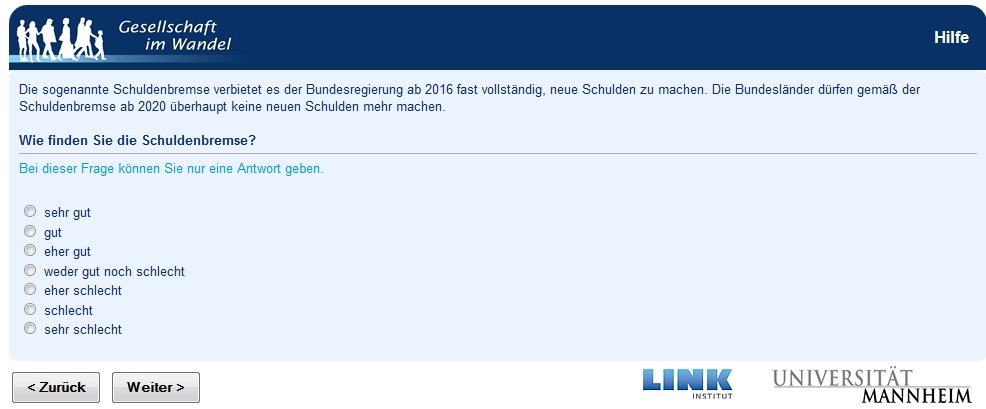 Gesellschaft
im Wandel
Hilfe
Die sogenannte Schuldenbremse verbietet es der Bundesregierung ab 2016 fast vollständig, neue Schulden zu machen. Die Bundesländer dürfen gemäß der
Schuldenbremse ab 2020 überhaupt keine neuen Schulden mehr machen.
Wie finden Sie die Schuldenbremse?
Bei dieser Frage können Sie nur eine Antwort geben.
sehr gut
gut
eher gut
weder gut noch schlecht
eher schlecht
schlecht
sehr schlecht
< Zurück
Weiter >
LINK
INSTITUT
UNIVERSITÄT
MANNHEIM